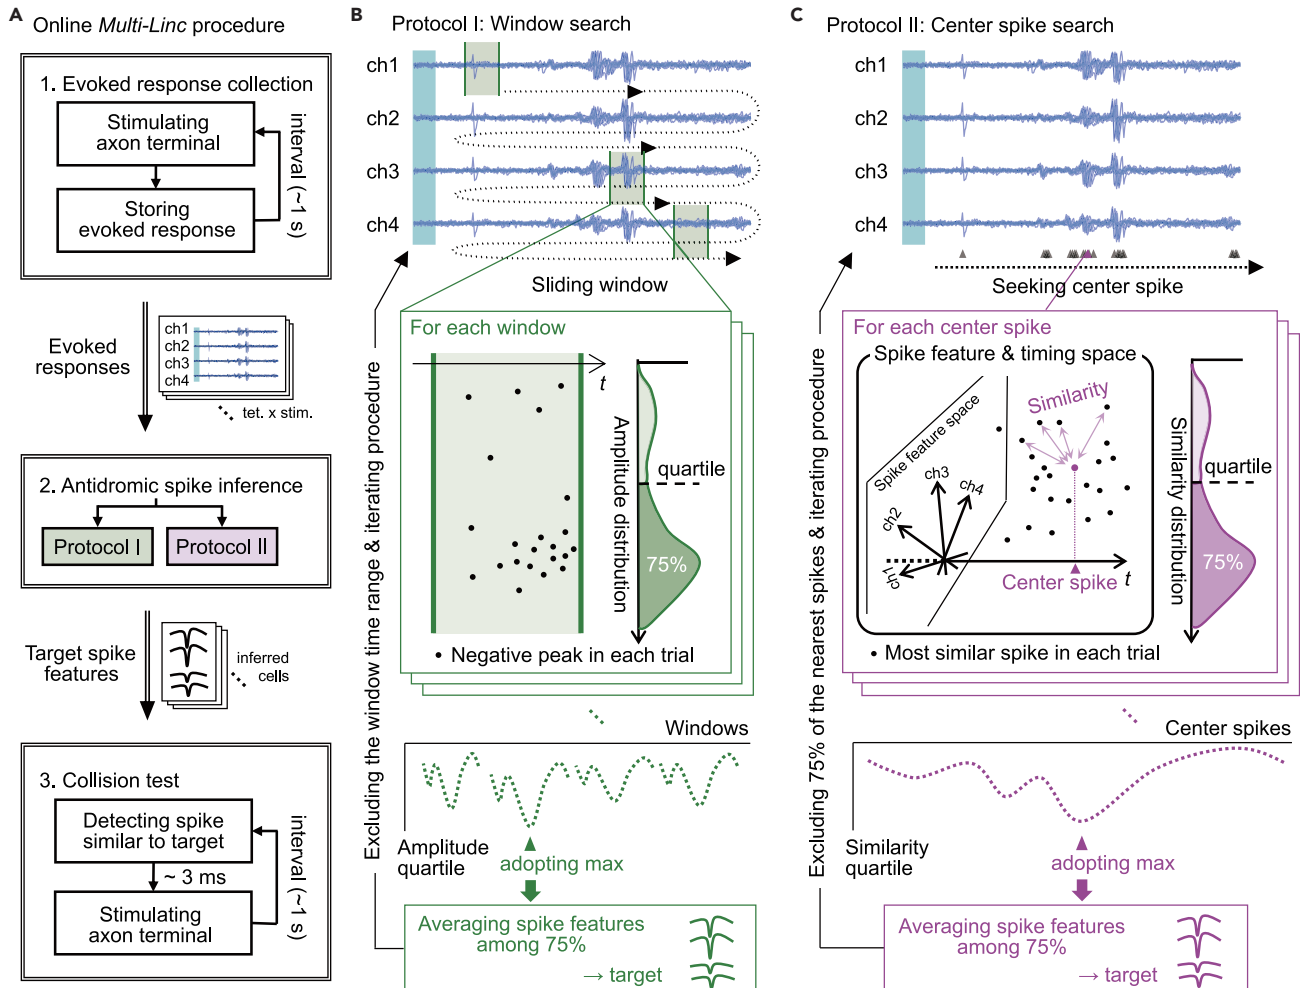 A
Online Multi-Linc procedure
1. Evoked response collection
Stimulating
axon terminal
Storing
evoked response
interval (~1 s)
Evoked
responses
ch1
ch2
ch3
ch4
tet. x stim.
2. Antidromic spike inference
Protocol I
Protocol II
Target spike
features
inferred
cells
3. Collision test
Detecting spike
similar to target
~ 3 ms
Stimulating
axon terminal
interval (~1 s)
B
Protocol I: Window search
ch1
ch2
ch3
ch4
Sliding window
Excluding the window time range & iterating procedure
For each window
t
Amplitude distribution
quartile
75%
• Negative peak in each trial
Windows
Amplitude
quartile
adopting max
Averaging spike features
among 75%
→ target
C
Protocol II: Center spike search
ch1
ch2
ch3
ch4
Seeking center spike
Excluding 75% of the nearest spikes & iterating procedure
For each center spike
Spike feature & timing space
Spike feature space
Similarity
ch3
ch4
ch2
ch1
Center spike
t
Similarity distribution
quartile
75%
• Most similar spike in each trial
Center spikes
Similarity
quartile
adopting max
Averaging spike features
among 75%
→ target